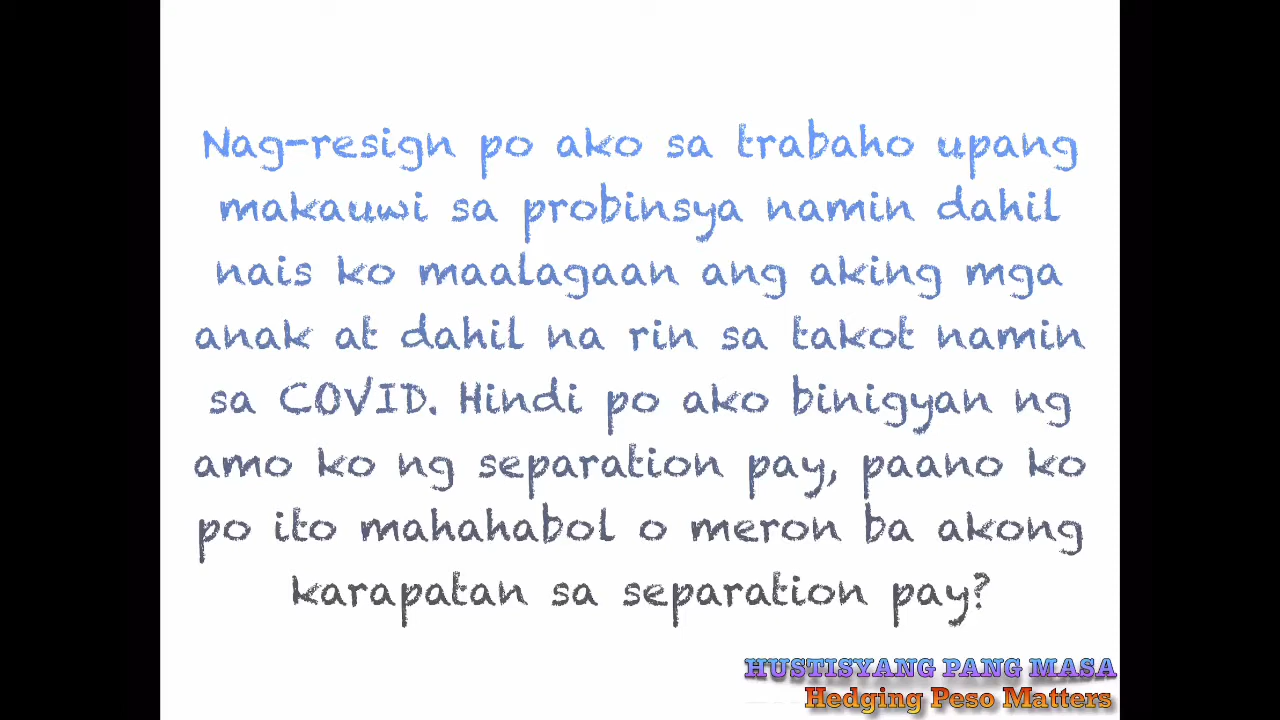 Nag-resign po ako sa trabaho upang
makauwi sa probinsya namin dahil
nais ko maalagaan ang aking mga
anak at dahil na rin sa takot namin
sa COVID. Hindi po ako binigyan ng
amo ko ng separation pay, paano ko
po ito mahahabol o meron ba akong
karapatan sa separation pay?
HUSTISYANG PANG MASA
Hedging Peso Matters